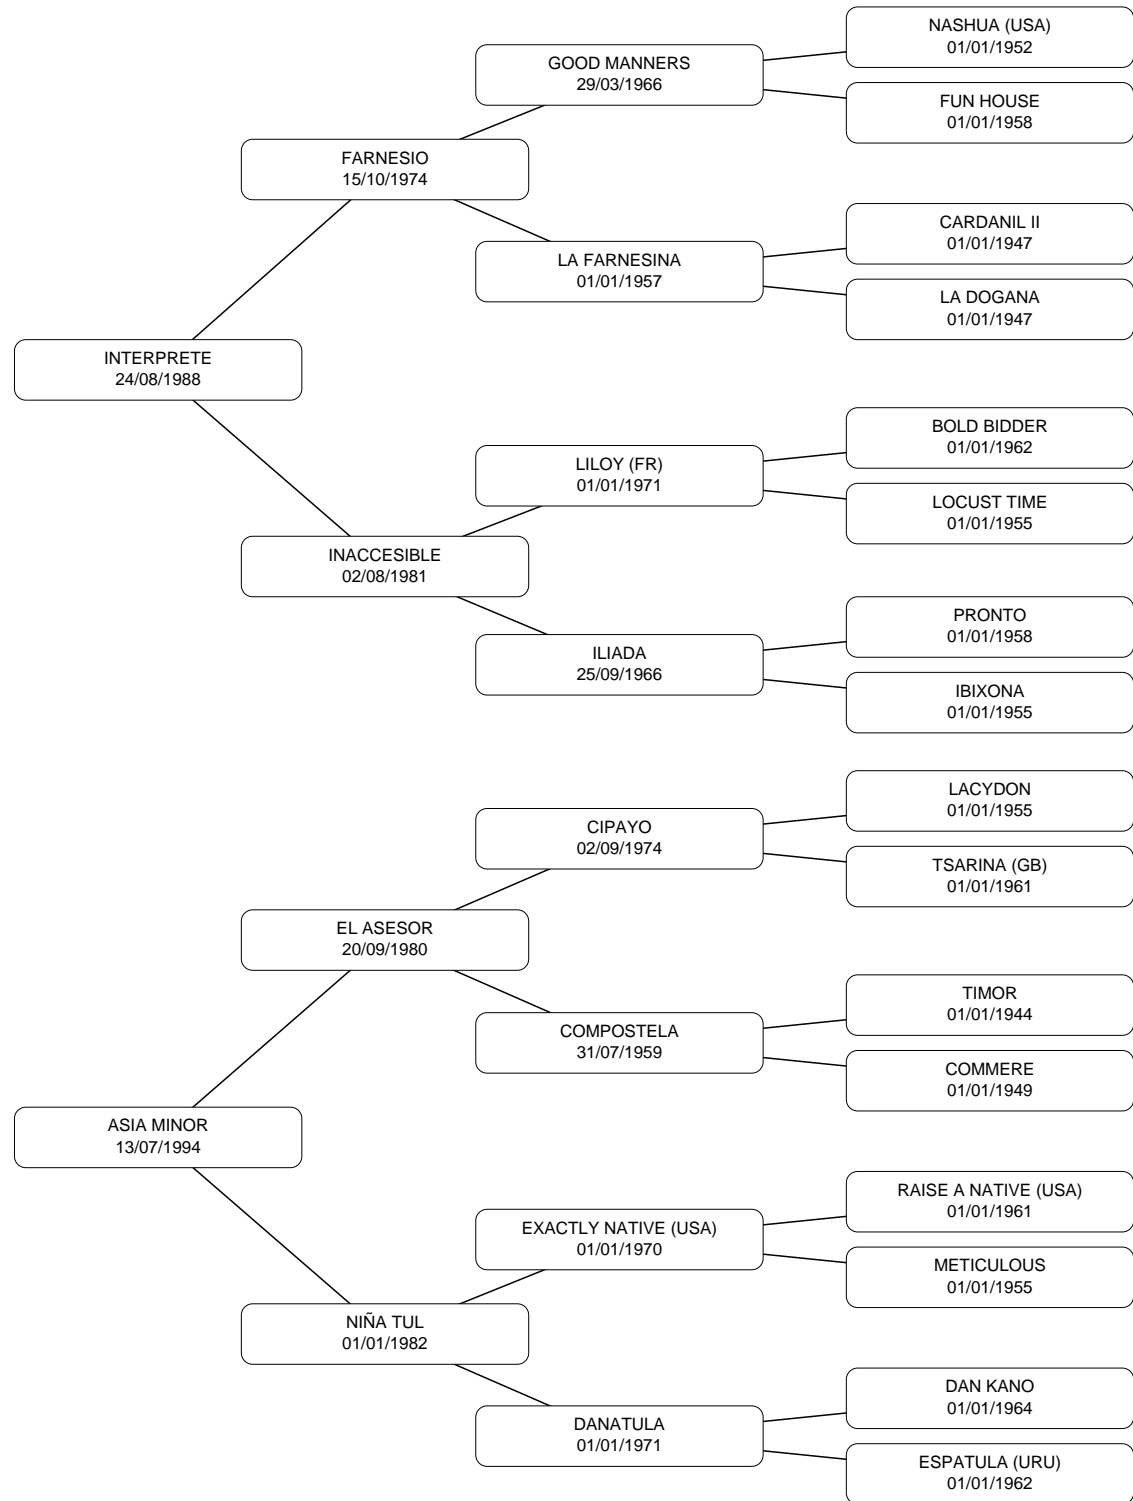 NASHUA (USA)
01/01/1952
GOOD MANNERS
29/03/1966
FUN HOUSE
01/01/1958
FARNESIO
15/10/1974
CARDANIL II
01/01/1947
LA FARNESINA
01/01/1957
LA DOGANA
01/01/1947
INTERPRETE
24/08/1988
BOLD BIDDER
01/01/1962
LILOY (FR)
01/01/1971
LOCUST TIME
01/01/1955
INACCESIBLE
02/08/1981
PRONTO
01/01/1958
ILIADA
25/09/1966
IBIXONA
01/01/1955
LACYDON
01/01/1955
CIPAYO
02/09/1974
TSARINA (GB)
01/01/1961
EL ASESOR
20/09/1980
TIMOR
01/01/1944
COMPOSTELA
31/07/1959
COMMERE
01/01/1949
ASIA MINOR
13/07/1994
RAISE A NATIVE (USA)
01/01/1961
EXACTLY NATIVE (USA)
01/01/1970
METICULOUS
01/01/1955
NIÑA TUL
01/01/1982
DAN KANO
01/01/1964
DANATULA
01/01/1971
ESPATULA (URU)
01/01/1962